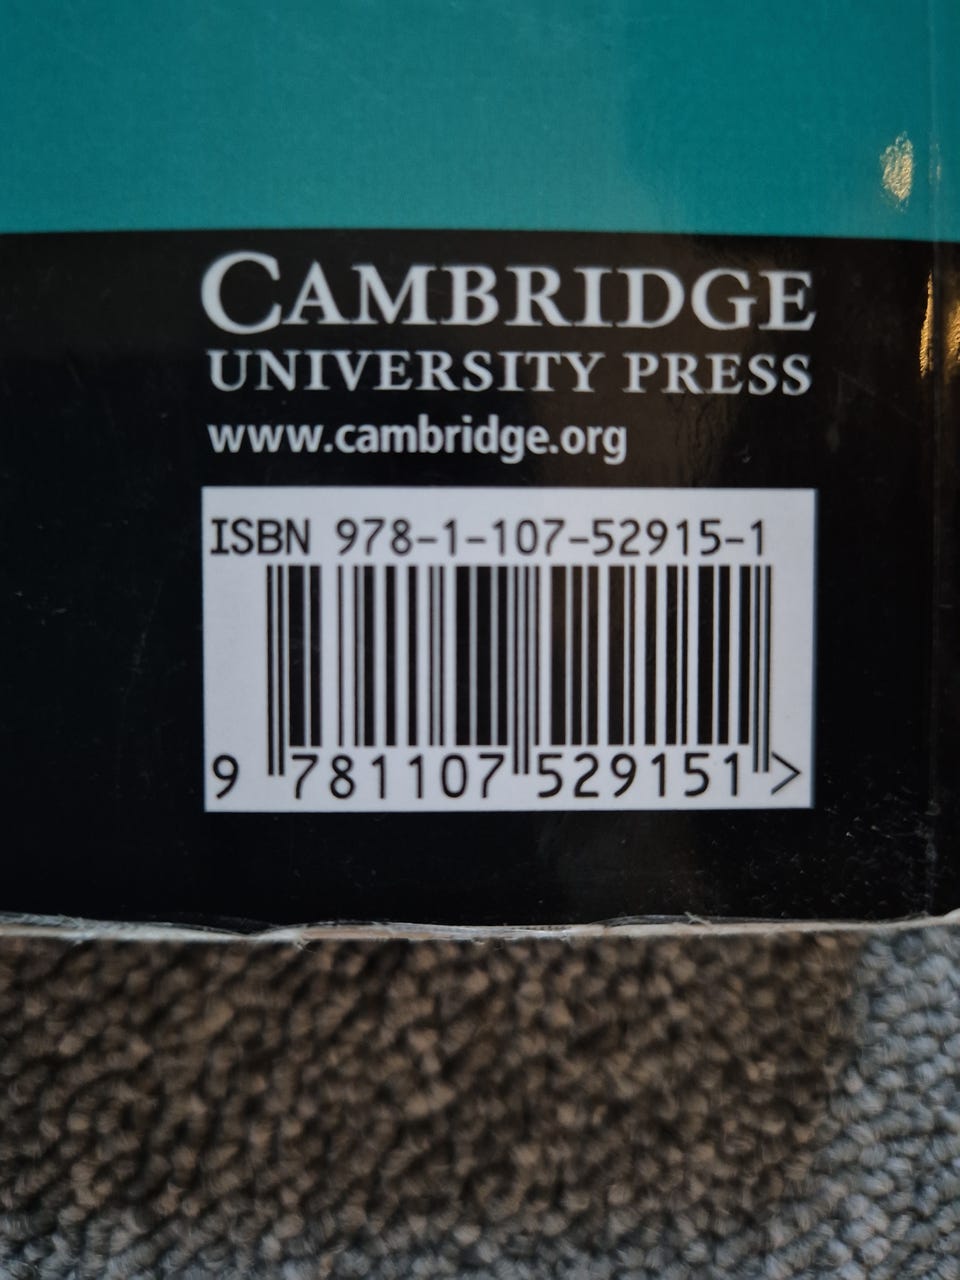 CAMBRIDGE
UNIVERSITY PRESS
www.cambridge.org
ISBN 978-1-107-52915-1
9 781107 529151 >